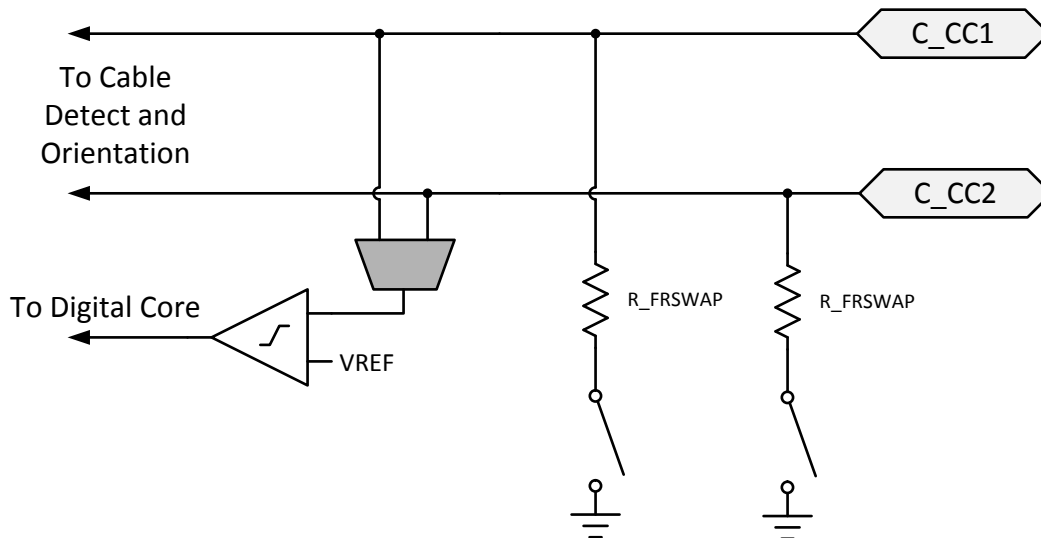 C_CC1
To Cable
Detect and
Orientation
C_CC2
To Digital Core
R_FRSWAP
R_FRSWAP
VREF